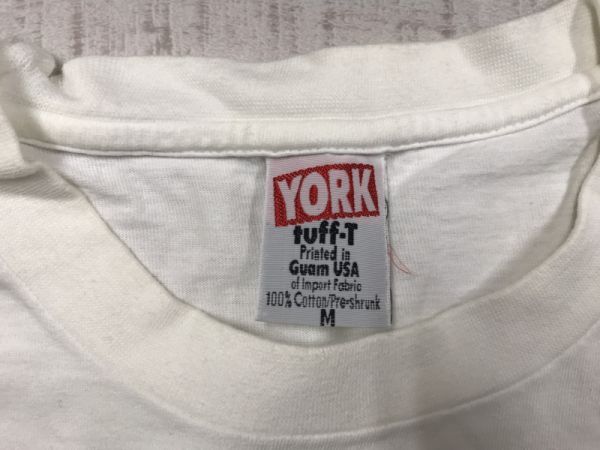 YORK
tuff-T
Printed in
Guam USA
of Import Fabric
100% Cotton/Pre-shrunk
M